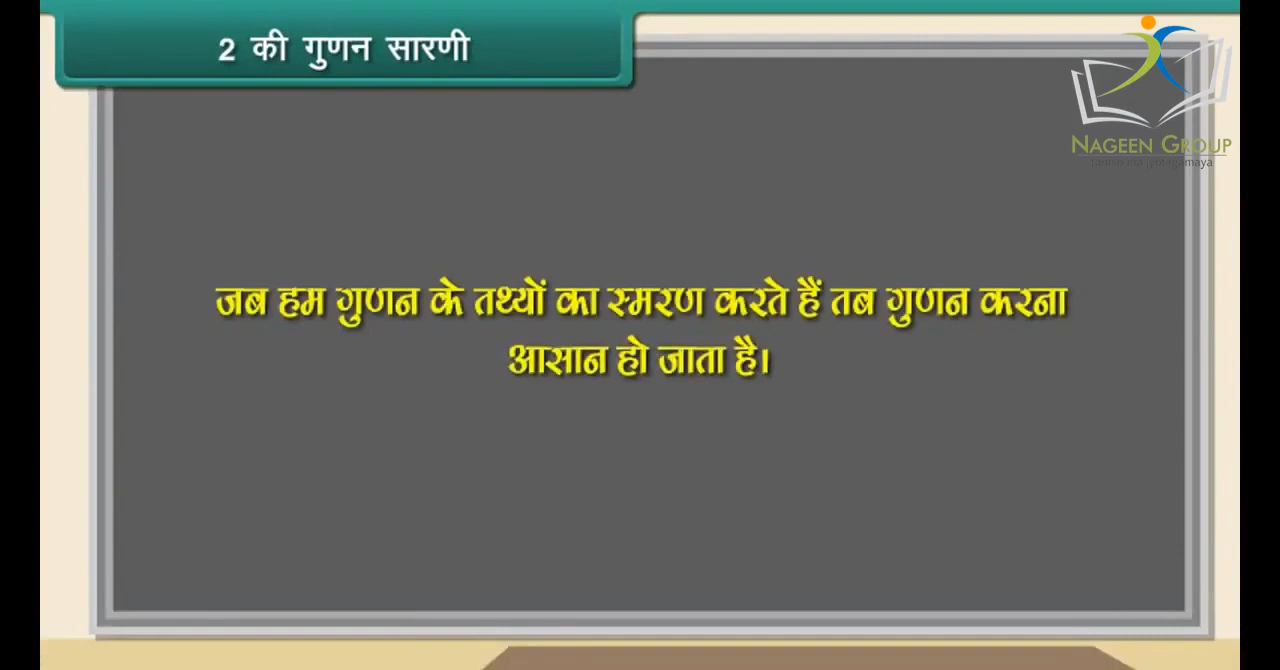 2 की गुणन सारणी
NAGEEN GROUP
जब हम गुणन के तथ्यों का स्मरण करते हैं तब गुणन करना
आसान हो जाता है।